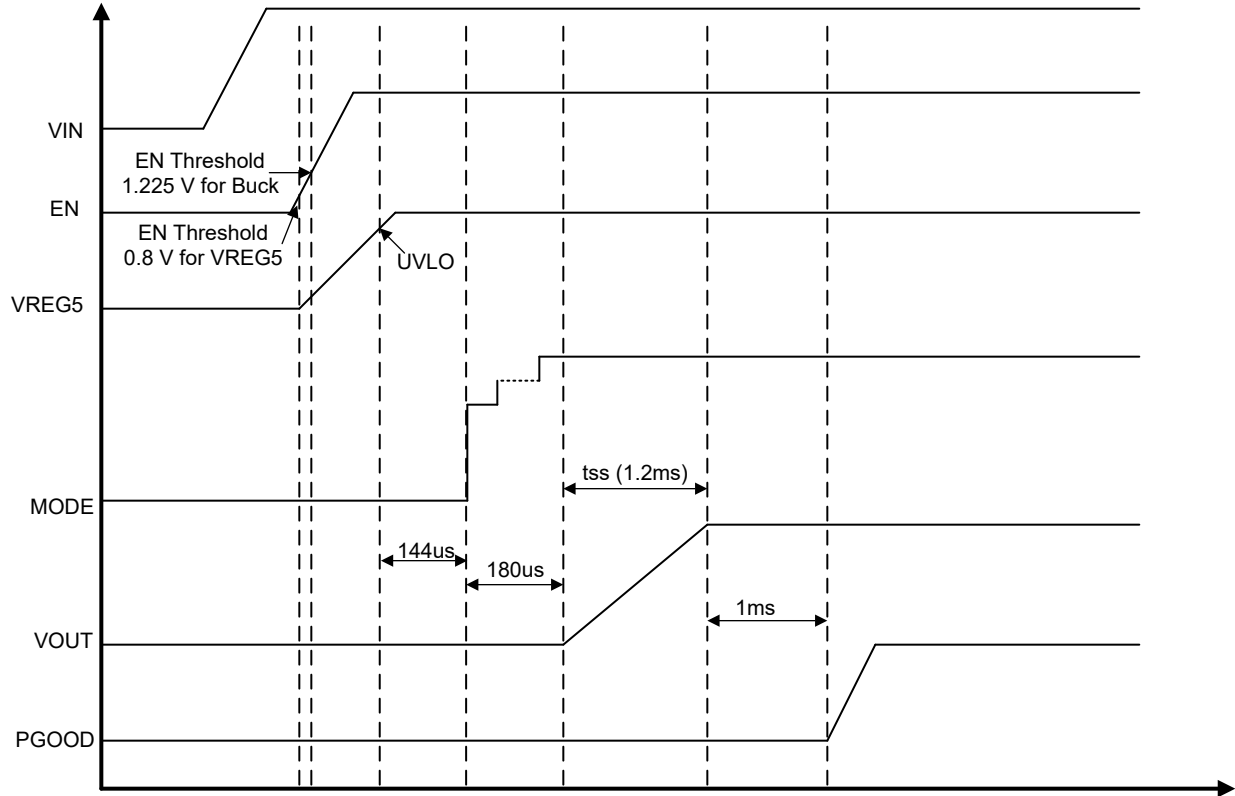 VIN
EN Threshold
1.225 V for Buck
EN
EN Threshold
0.8 V for VREG5
UVLO
VREG5
tss (1.2ms)
MODE
144us
180us
1ms
VOUT
PGOOD